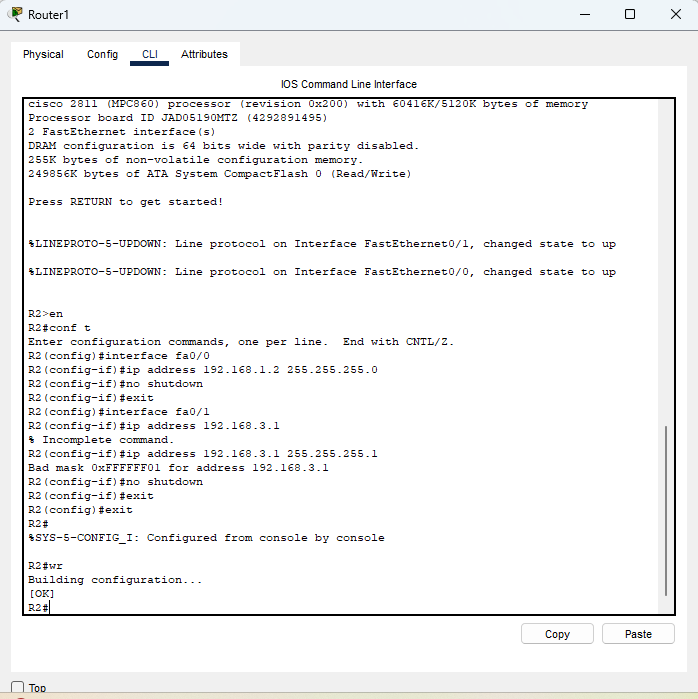 Router1
Physical Config CLI Attributes
IOS Command Line Interface
cisco 2811 (MPC860) processor (revision 0x200) with 60416K/5120K bytes of memory
Processor board ID JAD05190MTZ (4292891495)
2 FastEthernet interface(s)
DRAM configuration is 64 bits wide with parity disabled.
255K bytes of non-volatile configuration memory.
249856K bytes of ATA System CompactFlash 0 (Read/Write)
Press RETURN to get started!
%LINEPROTO-5-UPDOWN: Line protocol on Interface FastEthernet0/1, changed state to up
%LINEPROTO-5-UPDOWN: Line protocol on Interface FastEthernet0/0, changed state to up
R2>en
R2#conf t
Enter configuration commands, one per line.  End with CNTL/Z.
R2(config)#interface fa0/0
R2(config-if)#ip address 192.168.1.2 255.255.255.0
R2(config-if)#no shutdown
R2(config-if)#exit
R2(config)#interface fa0/1
R2(config-if)#ip address 192.168.3.1
% Incomplete command.
R2(config-if)#ip address 192.168.3.1 255.255.255.1
Bad mask 0xFFFFFF01 for address 192.168.3.1
R2(config-if)#no shutdown
R2(config-if)#exit
R2(config)#exit
R2#
%SYS-5-CONFIG_I: Configured from console by console
R2#wr
Building configuration...
[OK]
R2#
Copy Paste
Top